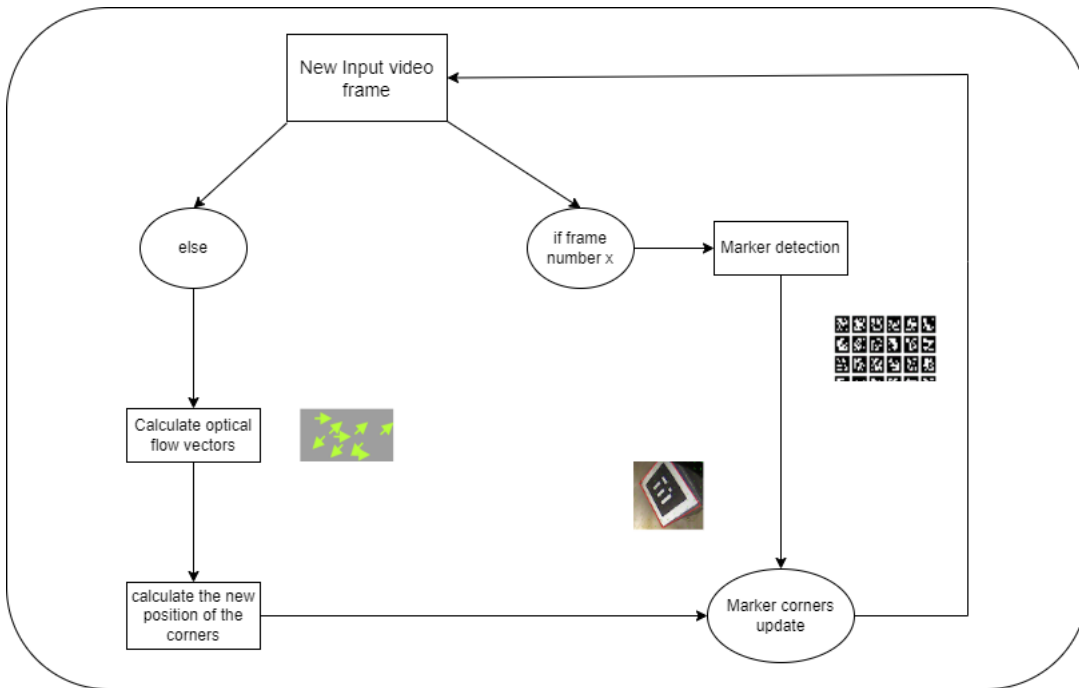 New Input video
frame
else
if frame
number x
Marker detection
Calculate optical
flow vectors
calculate the new
position of the
corners
Marker corners
update